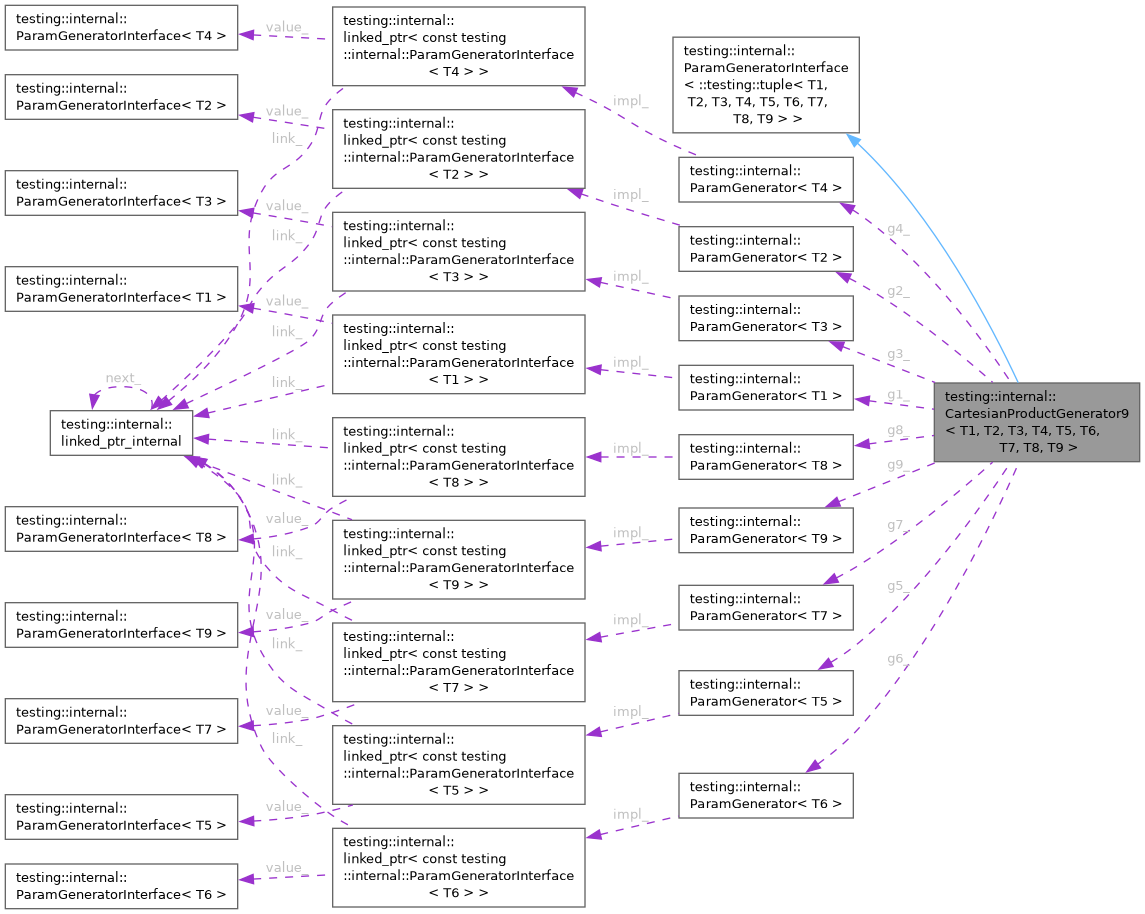 testing::internal::
ParamGeneratorInterface< T4 >
testing::internal::
ParamGeneratorInterface< T2 >
testing::internal::
ParamGeneratorInterface< T3 >
testing::internal::
ParamGeneratorInterface< T1 >
next_
testing::internal::
linked_ptr_internal
testing::internal::
ParamGeneratorInterface< T8 >
testing::internal::
ParamGeneratorInterface< T9 >
testing::internal::
ParamGeneratorInterface< T7 >
testing::internal::
ParamGeneratorInterface< T5 >
testing::internal::
ParamGeneratorInterface< T6 >
value_
value_
link_
value_
link_
value_
link_
link_
link_
link_
value_
link_
value_
link_
value_
link_
value_
value_
testing::internal::
linked_ptr< const testing
::internal::ParamGeneratorInterface
< T4 > >
testing::internal::
linked_ptr< const testing
::internal::ParamGeneratorInterface
< T2 > >
testing::internal::
linked_ptr< const testing
::internal::ParamGeneratorInterface
< T3 > >
testing::internal::
linked_ptr< const testing
::internal::ParamGeneratorInterface
< T1 > >
testing::internal::
linked_ptr< const testing
::internal::ParamGeneratorInterface
< T8 > >
testing::internal::
linked_ptr< const testing
::internal::ParamGeneratorInterface
< T9 > >
testing::internal::
linked_ptr< const testing
::internal::ParamGeneratorInterface
< T7 > >
testing::internal::
linked_ptr< const testing
::internal::ParamGeneratorInterface
< T5 > >
testing::internal::
linked_ptr< const testing
::internal::ParamGeneratorInterface
< T6 > >
impl_
impl_
impl_
impl_
impl_
impl_
impl_
impl_
impl_
testing::internal::
ParamGeneratorInterface
< ::testing::tuple< T1,
T2, T3, T4, T5, T6, T7,
T8, T9 > >
testing::internal::
ParamGenerator< T4 >
testing::internal::
ParamGenerator< T2 >
testing::internal::
ParamGenerator< T3 >
testing::internal::
ParamGenerator< T1 >
testing::internal::
ParamGenerator< T8 >
testing::internal::
ParamGenerator< T9 >
testing::internal::
ParamGenerator< T7 >
testing::internal::
ParamGenerator< T5 >
testing::internal::
ParamGenerator< T6 >
g4_
g2_
g3_
g1_
g8_
g9_
g7_
g5_
g6_
testing::internal::
CartesianProductGenerator9
< T1, T2, T3, T4, T5, T6,
T7, T8, T9 >